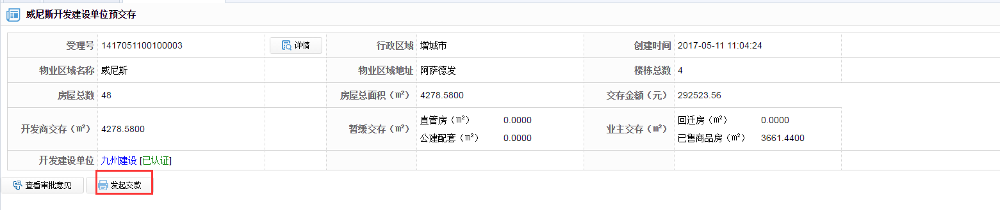 威尼斯开发建设单位预交存
受理号 1417051100100003 详情 行政区域 增城市 创建时间 2017-05-11 11:04:24
物业区域名称 威尼斯 物业区域地址 阿萨德发 楼栋总数 4
房屋总数 48 房屋总面积（㎡） 4278.5800 交存金额（元） 292523.56
开发商交存（㎡） 4278.5800 暂缓交存（㎡） 直管房（㎡） 0.0000 业主交存（㎡） 回迁房（㎡） 0.0000
公建配套（㎡） 0.0000 已售商品房（㎡） 3661.4400
开发建设单位 九州建设 [已认证]
查看审批意见 发起交款